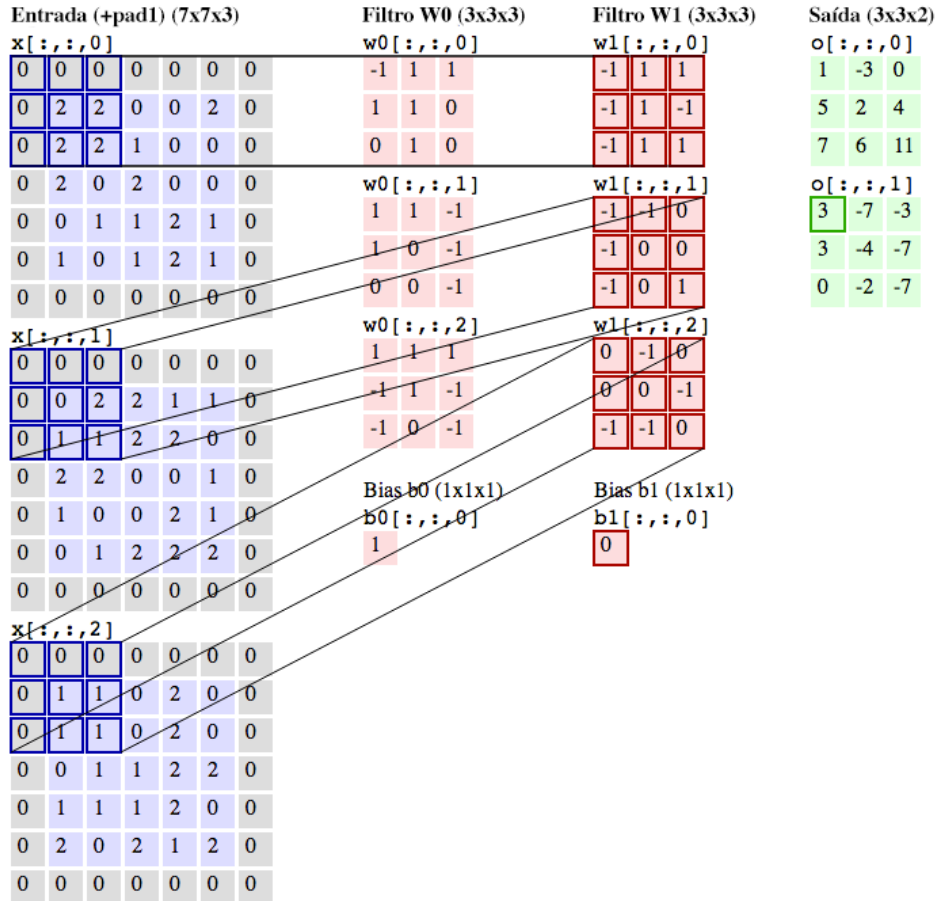 Entrada (+pad1) (7x7x3)
x[:,:,0]
0 0 0 0 0 0 0
0 2 2 0 0 2 0
0 2 2 1 0 0 0
0 2 0 2 0 0 0
0 0 1 1 2 1 0
0 1 0 1 2 1 0
0 0 0 0 0 0 0
x[:,:,1]
0 0 0 0 0 0 0
0 0 2 2 1 1 0
0 1 1 2 2 0 0
0 2 2 0 0 1 0
0 1 0 0 2 1 0
0 0 1 2 2 2 0
0 0 0 0 0 0 0
x[:,:,2]
0 0 0 0 0 0 0
0 1 1 0 2 0 0
0 1 1 0 2 0 0
0 0 1 1 2 2 0
0 1 1 1 2 0 0
0 2 0 2 1 2 0
0 0 0 0 0 0 0
Filtro W0 (3x3x3)
w0[:,:,0]
-1 1 1
1 1 0
0 1 0
w0[:,:,1]
1 1 -1
1 0 -1
0 0 -1
w0[:,:,2]
1 1 1
-1 1 -1
-1 0 -1
Bias b0 (1x1x1)
b0[:,:,0]
1
Filtro W1 (3x3x3)
w1[:,:,0]
-1 1 1
-1 1 -1
-1 1 1
w1[:,:,1]
-1 -1 0
-1 0 0
-1 0 1
w1[:,:,2]
0 -1 0
0 0 -1
-1 -1 0
Bias b1 (1x1x1)
b1[:,:,0]
0
Saída (3x3x2)
o[:,:,0]
1 -3 0
5 2 4
7 6 11
o[:,:,1]
3 -7 -3
3 -4 -7
0 -2 -7